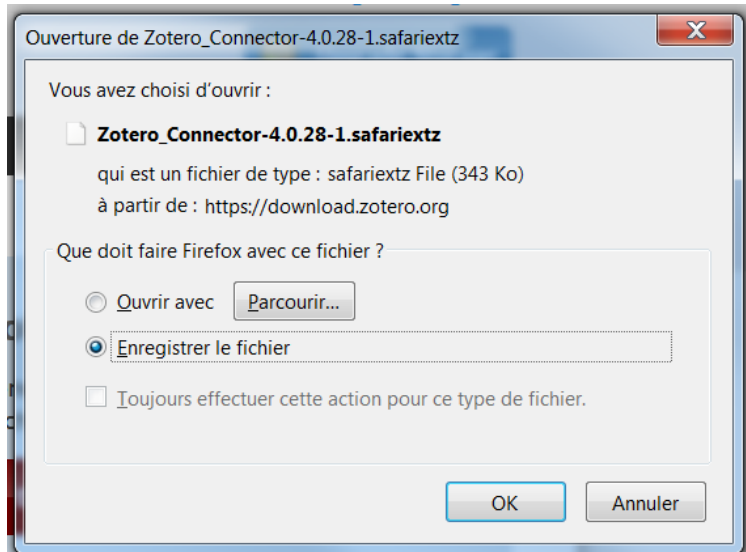 Ouverture de Zotero_Connector-4.0.28-1.safariextz
Vous avez choisi d'ouvrir :
Zotero_Connector-4.0.28-1.safariextz
qui est un fichier de type : safariextz File (343 Ko)
à partir de : https://download.zotero.org
Que doit faire Firefox avec ce fichier ?
Ouvrir avec Parcourir...
Enregistrer le fichier
Toujours effectuer cette action pour ce type de fichier.
OK Annuler